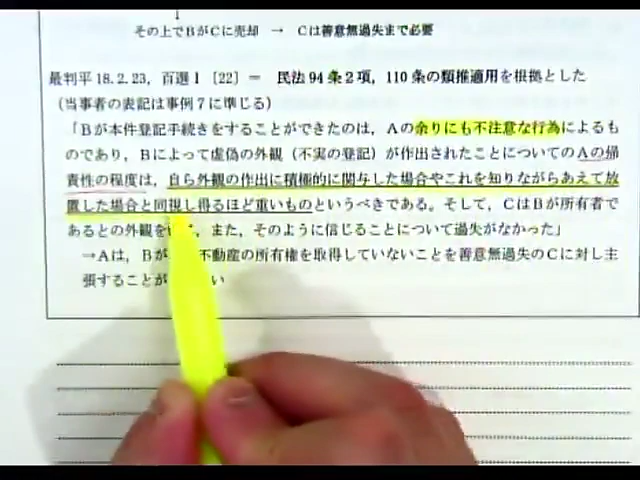 その上でBがCに売却 → Cは善意無過失まで必要
最判平18.2.23,百選Ⅰ[22]= 民法94条2項,110条の類推適用を根拠とした
(当事者の表記は事例7に準じる)
「Bが本件登記手続きをすることができたのは,Aの余りにも不注意な行為によるも
のであり,Bによって虚偽の外観(不実の登記)が作出されたことについてのAの帰
責性の程度は,自ら外観の作出に積極的に関与した場合やこれを知りながらあえて放
置した場合と同視し得るほど重いものというべきである。そして,CはBが所有者で
あるとの外観を また,そのように信じることについて過失がなかった」
→Aは,Bが 不動産の所有権を取得していないことを善意無過失のCに対し主
張することが い